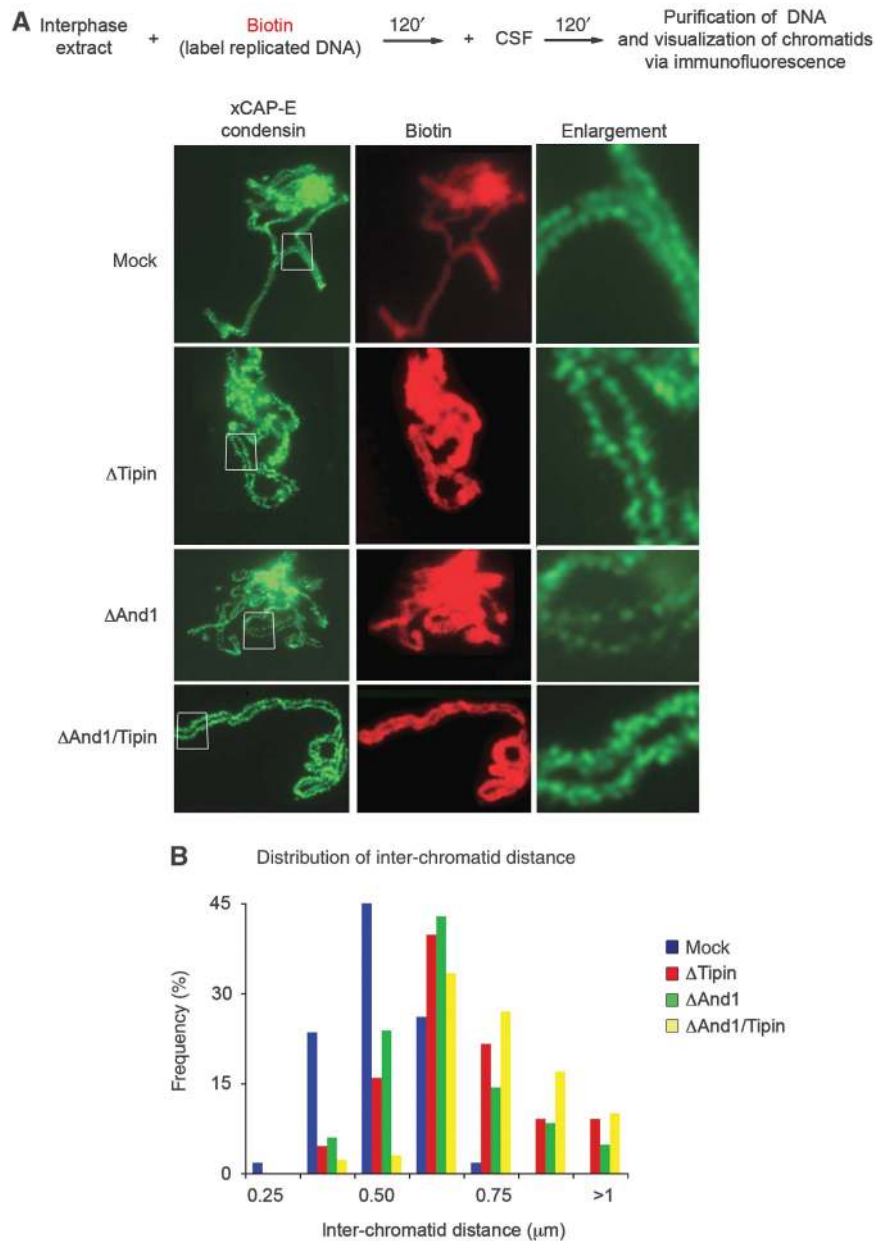 A
Interphase extract + Biotin (label replicated DNA) 120′ + CSF 120′ Purification of DNA and visualization of chromatids via immunofluorescence
xCAP-E condensin
Biotin
Enlargement
Mock
ΔTipin
ΔAnd1
ΔAnd1/Tipin
B
Distribution of inter-chromatid distance
45
30
15
0
Frequency (%)
0.25
0.50
0.75
>1
Inter-chromatid distance (μm)
Mock
ΔTipin
ΔAnd1
ΔAnd1/Tipin